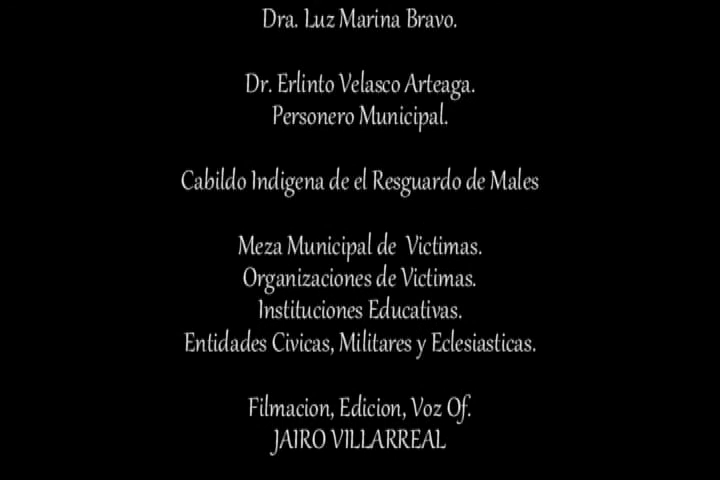 Dra. Luz Marina Bravo.
Dr. Erlinto Velasco Arteaga.
Personero Municipal.
Cabildo Indigena de el Resguardo de Males
Meza Municipal de Victimas.
Organizaciones de Victimas.
Instituciones Educativas.
Entidades Civicas, Militares y Eclesiasticas.
Filmacion, Edicion, Voz Of.
JAIRO VILLARREAL